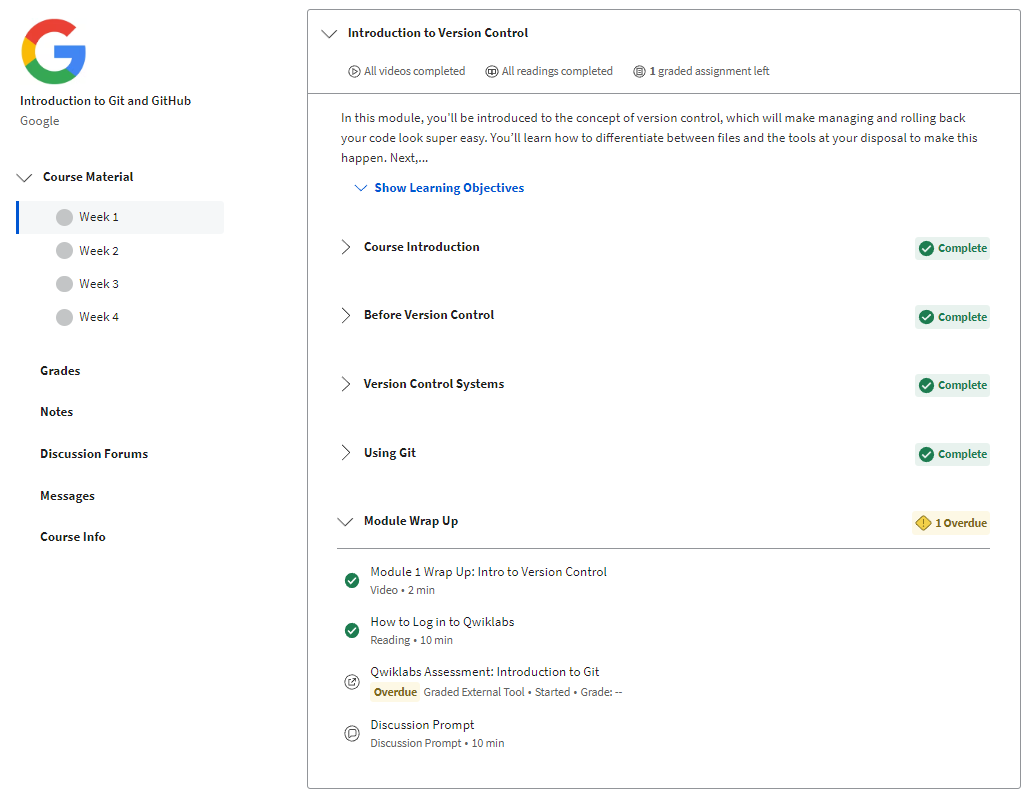 Introduction to Git and GitHub
Google
Course Material
Week 1
Week 2
Week 3
Week 4
Grades
Notes
Discussion Forums
Messages
Course Info
Introduction to Version Control
All videos completed
All readings completed
1 graded assignment left
In this module, you'll be introduced to the concept of version control, which will make managing and rolling back
your code look super easy. You'll learn how to differentiate between files and the tools at your disposal to make this
happen. Next,...
Show Learning Objectives
Course Introduction
Complete
Before Version Control
Complete
Version Control Systems
Complete
Using Git
Complete
Module Wrap Up
1 Overdue
Module 1 Wrap Up: Intro to Version Control
Video • 2 min
How to Log in to Qwiklabs
Reading • 10 min
Qwiklabs Assessment: Introduction to Git
Overdue Graded External Tool • Started • Grade: --
Discussion Prompt
Discussion Prompt • 10 min